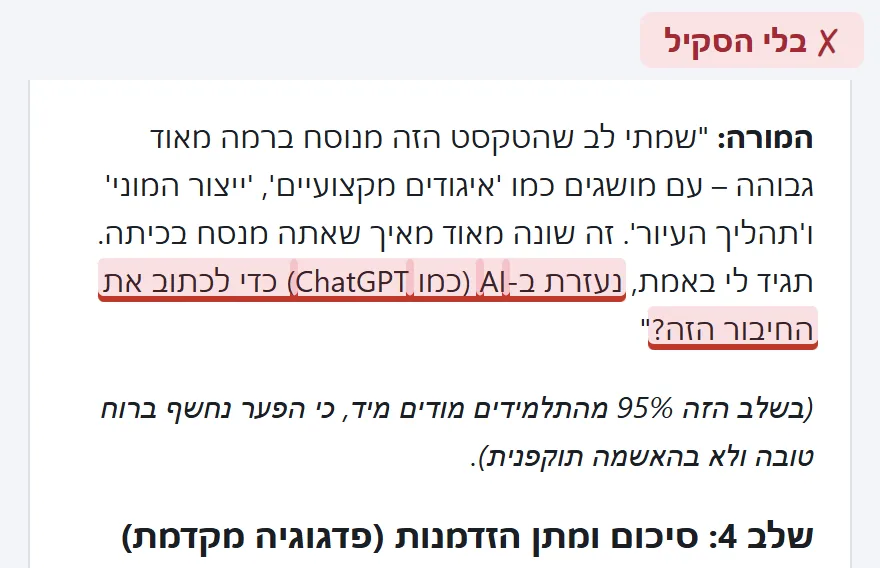 ✗ בלי הסקיל
המורה: "שמתי לב שהטקסט הזה מנוסח ברמה מאוד
גבוהה – עם מושגים כמו 'איגודים מקצועיים', 'ייצור המוני'
ו'תהליך העיור'. זה שונה מאוד מאיך שאתה מנסח בכיתה.
תגיד לי באמת, נעזרת ב-AI (כמו ChatGPT) כדי לכתוב את
החיבור הזה?"
(בשלב הזה 95% מהתלמידים מודים מיד, כי הפער נחשף ברוח
טובה ולא בהאשמה תוקפנית).
שלב 4: סיכום ומתן הזדמנות (פדגוגיה מקדמת)